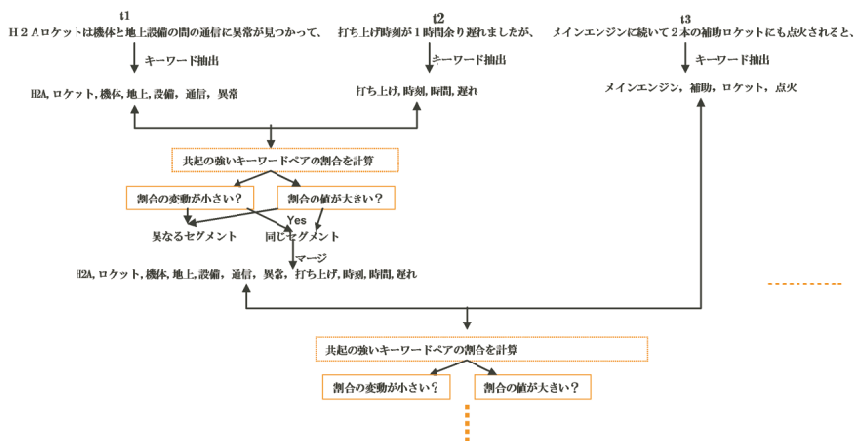 t1
t2
t3
H2Aロケットは機体と地上設備の間の通信に異常が見つかって、
打ち上げ時刻が1時間余り遅れましたが、
メインエンジンに続いて2本の補助ロケットにも点火されると、
キーワード抽出
キーワード抽出
キーワード抽出
H2A, ロケット, 機体, 地上, 設備, 通信, 異常
打ち上げ, 時刻, 時間, 遅れ
メインエンジン, 補助, ロケット, 点火
共起の強いキーワードペアの割合を計算
割合の変動が小さい?
割合の値が大きい?
Yes
異なるセグメント
同じセグメント
マージ
H2A, ロケット, 機体, 地上, 設備, 通信, 異常, 打ち上げ, 時刻, 時間, 遅れ
共起の強いキーワードペアの割合を計算
割合の変動が小さい?
割合の値が大きい?